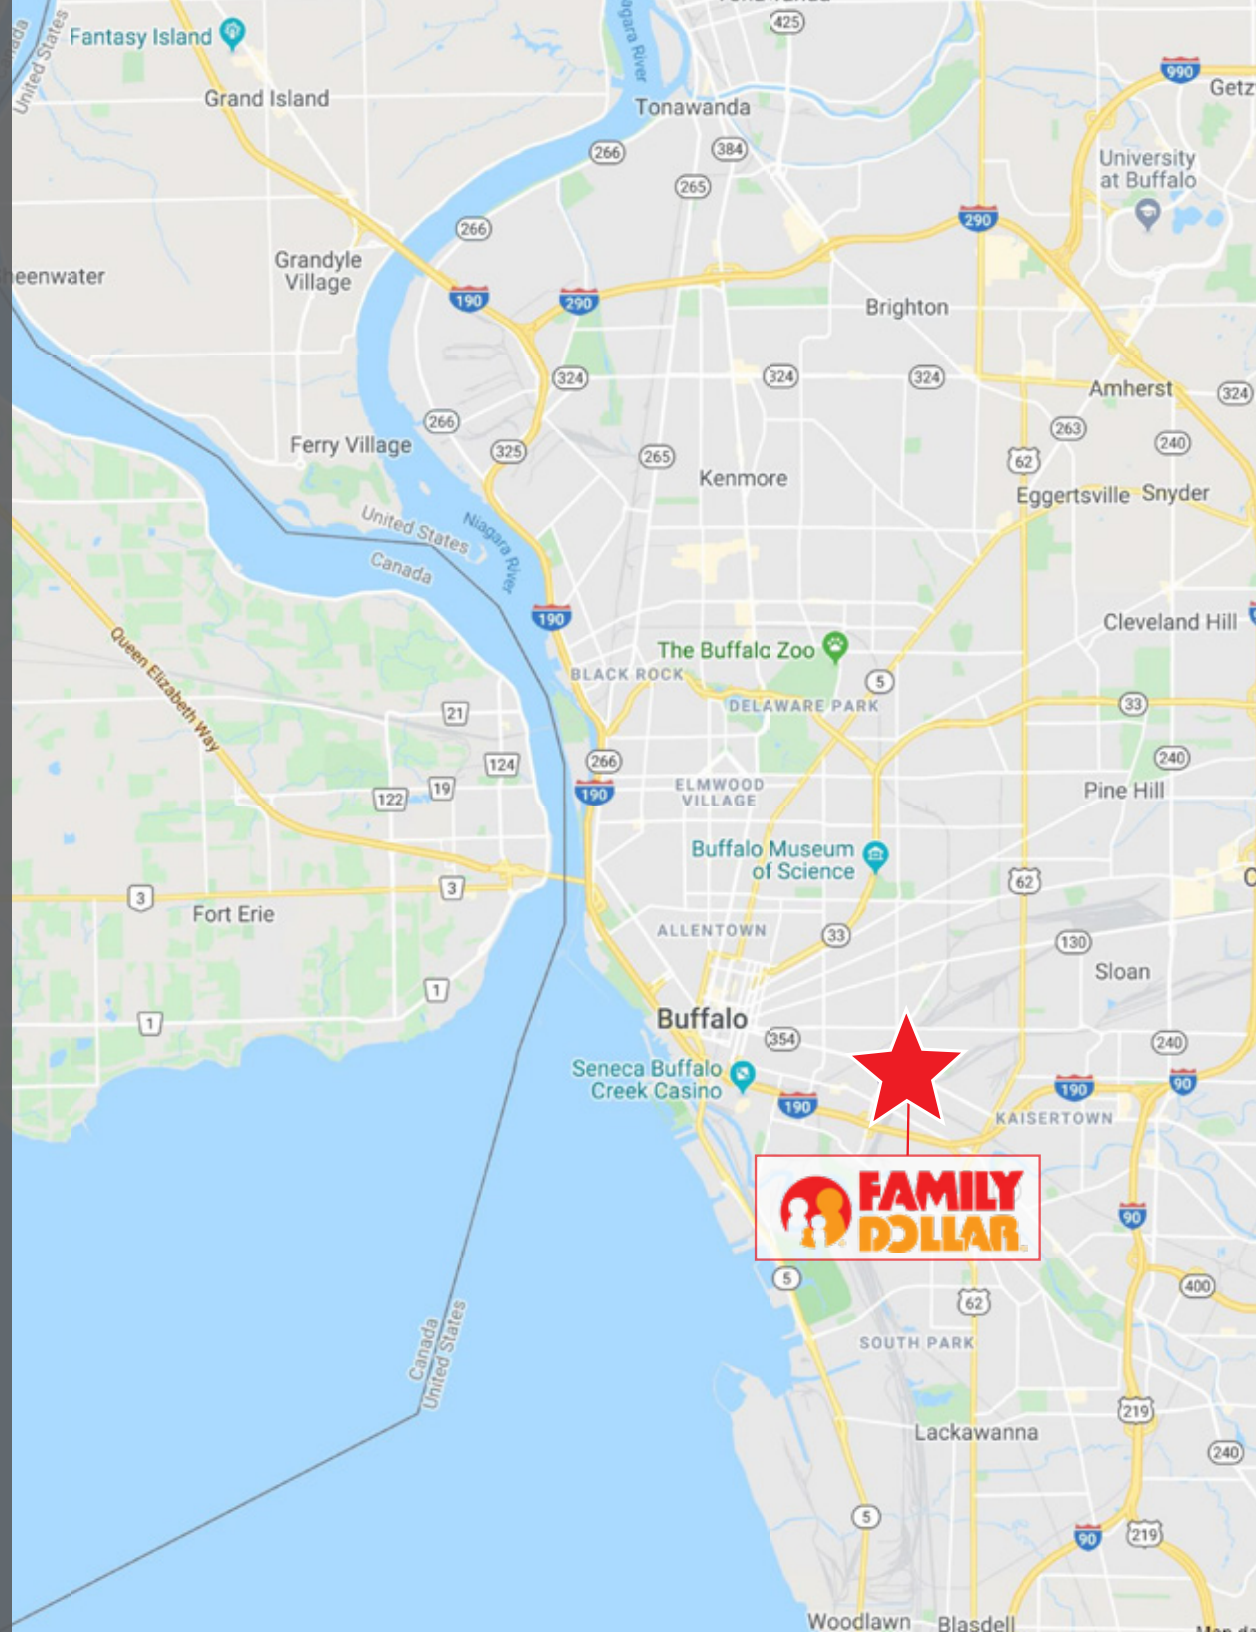 425
Fantasy Island
Canada
United States
Niagara River
990
Grand Island
Tonawanda
266
384
265
University
at Buffalo
266
290
Grandyle
Village
190
290
Brighton
324
324
324
Amherst
324
266
Ferry Village
325
265
263
240
62
Kenmore
Eggertsville
Snyder
United States
Canada
Niagara River
190
Cleveland Hill
Queen Elizabeth Way
The Buffalo Zoo
BLACK ROCK
5
DELAWARE PARK
33
21
124
266
240
ELMWOOD
VILLAGE
190
19
122
Pine Hill
Buffalo Museum
of Science
62
3
3
Fort Erie
ALLENTOWN
33
130
Sloan
1
1
Buffalo
354
240
Seneca Buffalo
Creek Casino
190
190
90
KAISERTOWN
FAMILY
DOLLAR
90
5
62
400
Canada
United States
SOUTH PARK
219
Lackawanna
240
5
90
219
Woodlawn
Blasdell